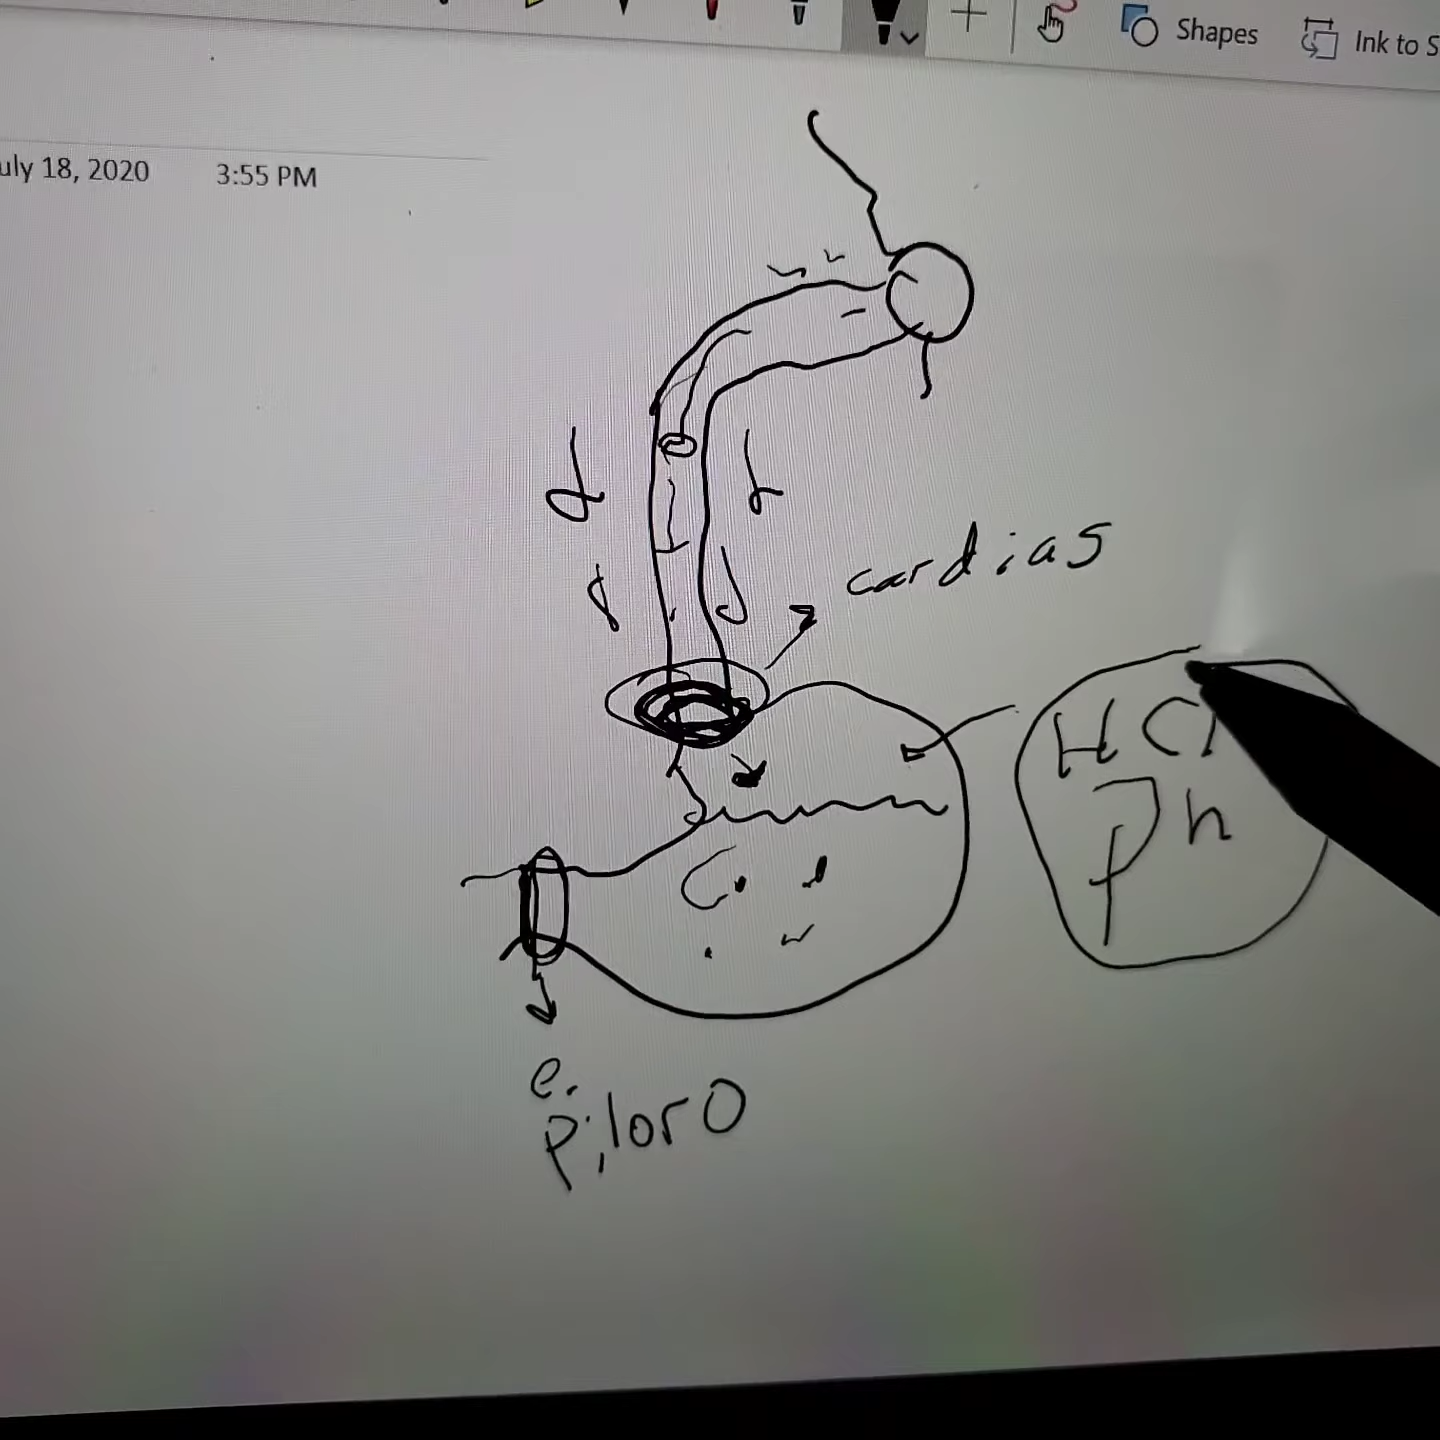 Shapes
Ink to S
uly 18, 2020 3:55 PM
cardias
HCl
Ph
e.
piloro